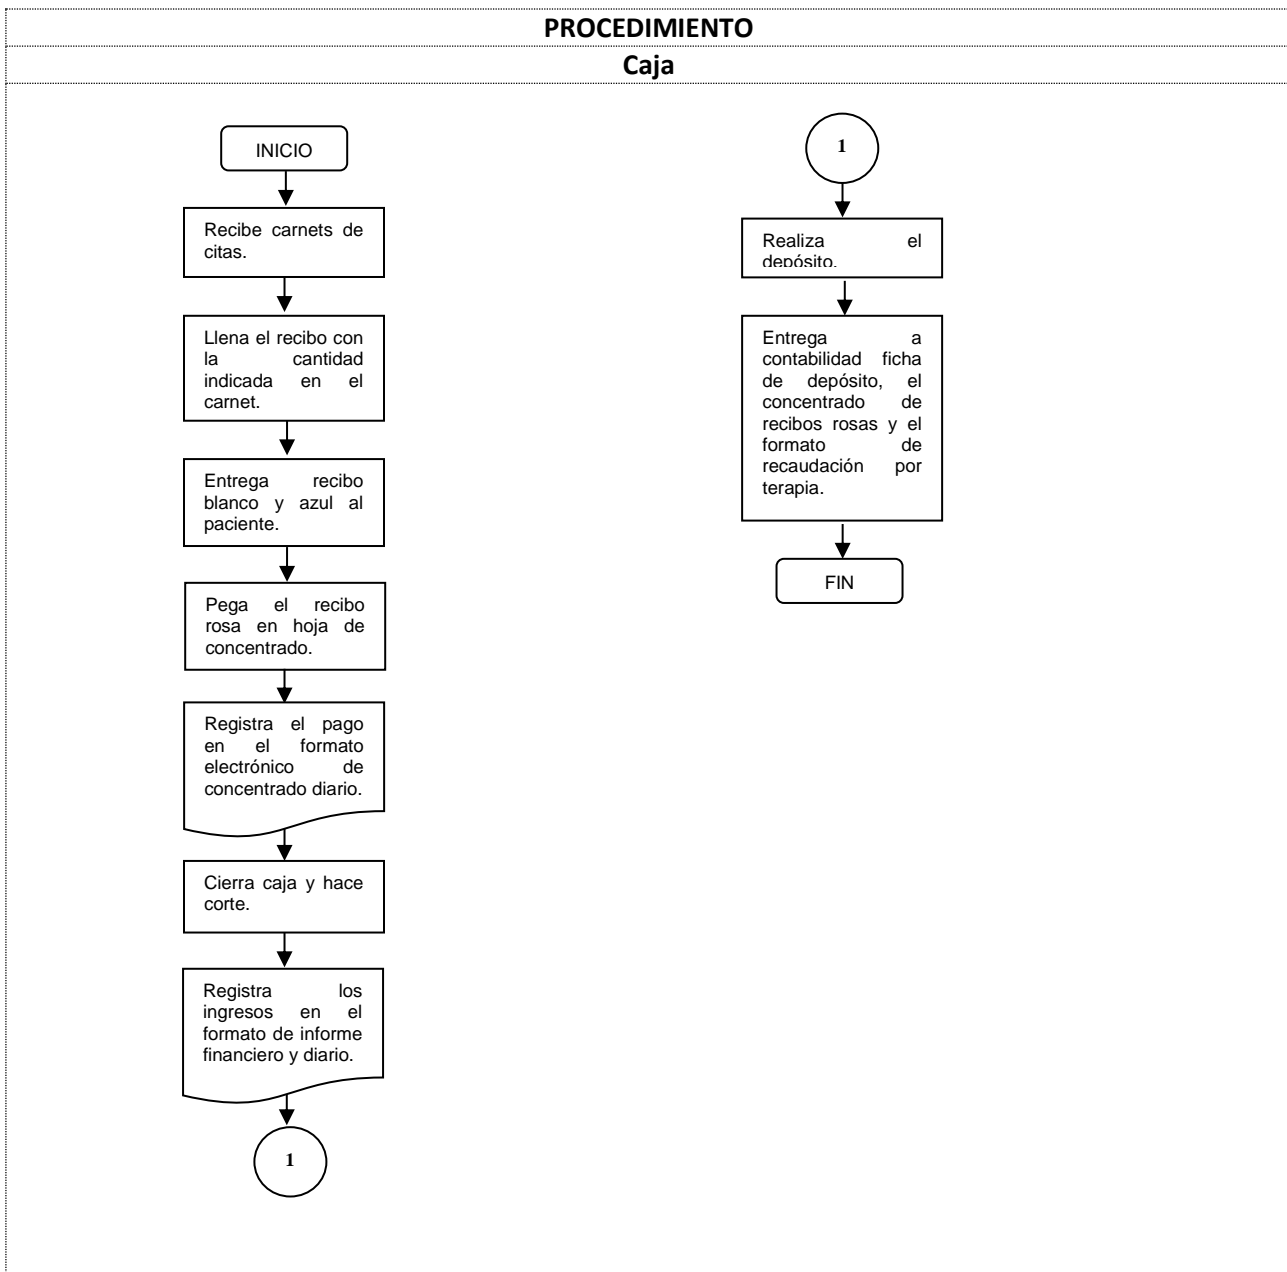 PROCEDIMIENTO
Caja
INICIO
Recibe carnets de
citas.
Llena el recibo con
la cantidad
indicada en el
carnet.
Entrega recibo
blanco y azul al
paciente.
Pega el recibo
rosa en hoja de
concentrado.
Registra el pago
en el formato
electrónico de
concentrado diario.
Cierra caja y hace
corte.
Registra los
ingresos en el
formato de informe
financiero y diario.
1
1
Realiza el
depósito.
Entrega a
contabilidad ficha
de depósito, el
concentrado de
recibos rosas y el
formato de
recaudación por
terapia.
FIN